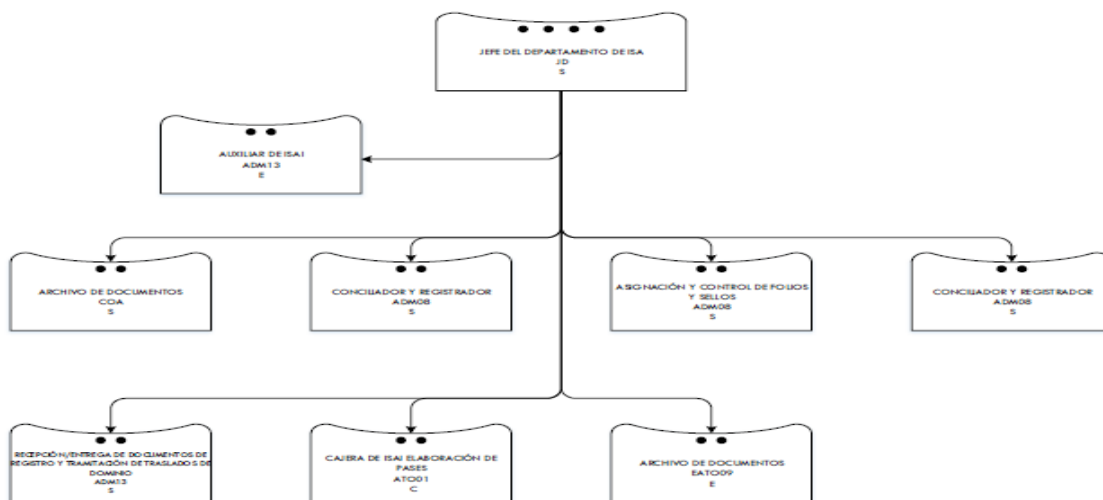 JEFE DEL DEPARTAMENTO DE ISA
JD
S
AUXILIAR DE ISAI
ADM13
E
ARCHIVO DE DOCUMENTOS
COA
S
CONCILIADOR Y REGISTRADOR
ADM08
S
ASIGNACIÓN Y CONTROL DE FOLIOS
Y SELLOS
ADM08
S
CONCILIADOR Y REGISTRADOR
ADM08
S
RECEPCIÓN/ENTREGA DE DOCUMENTOS DE
REGISTRO Y TRAMITACIÓN DE TRASLADOS DE
DOMINIO
ADM13
S
CAJERA DE ISAI ELABORACIÓN DE
PASES
ATO01
C
ARCHIVO DE DOCUMENTOS
EATO09
E